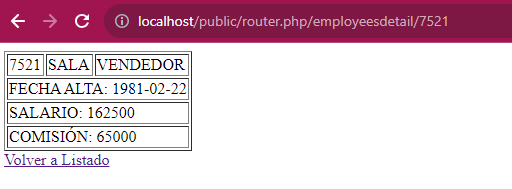 localhost/public/router.php/employeesdetail/7521
7521 SALA VENDEDOR
FECHA ALTA: 1981-02-22
SALARIO: 162500
COMISIÓN: 65000
Volver a Listado